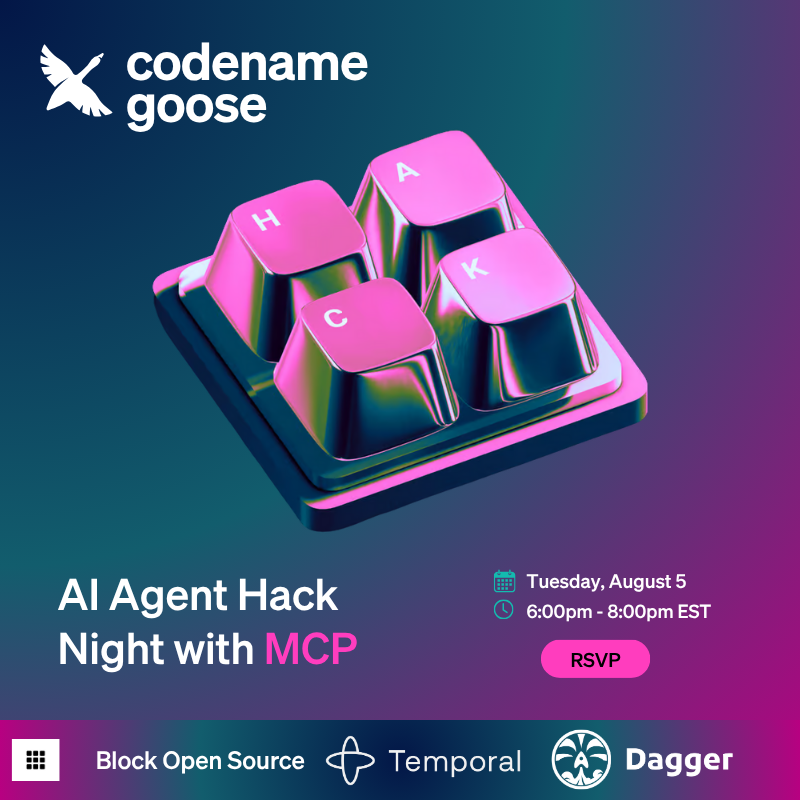 codename
goose
H
A
C
K
AI Agent Hack
Night with MCP
Tuesday, August 5
6:00pm - 8:00pm EST
RSVP
Block Open Source
Temporal
Dagger